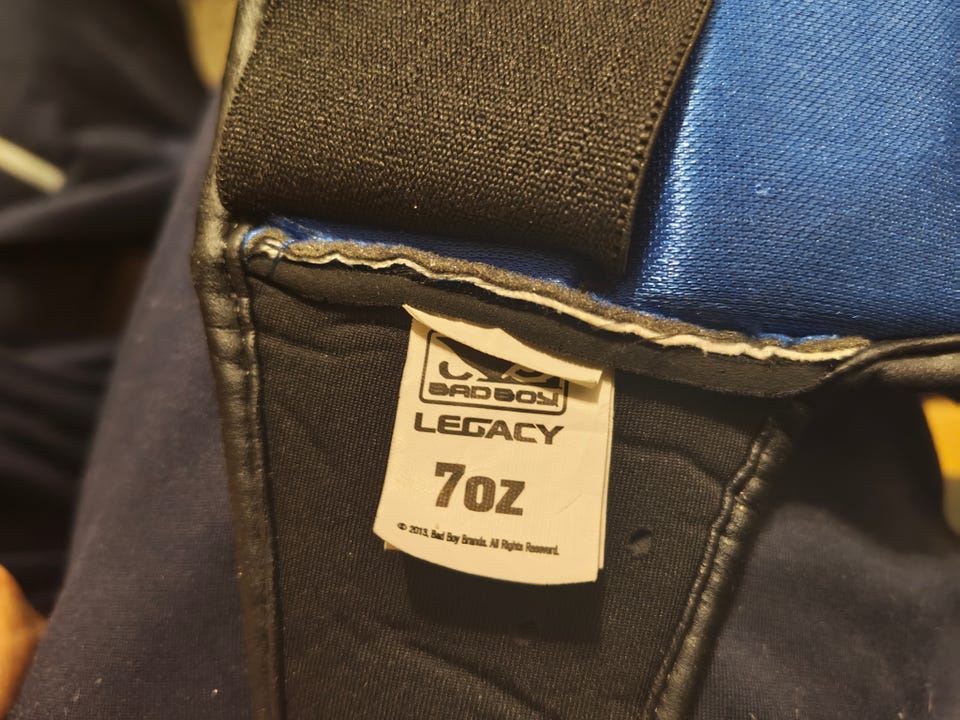 BAD BOY
LEGACY
7oz
© 2013. Bad Boy Brands. All Rights Reserved.